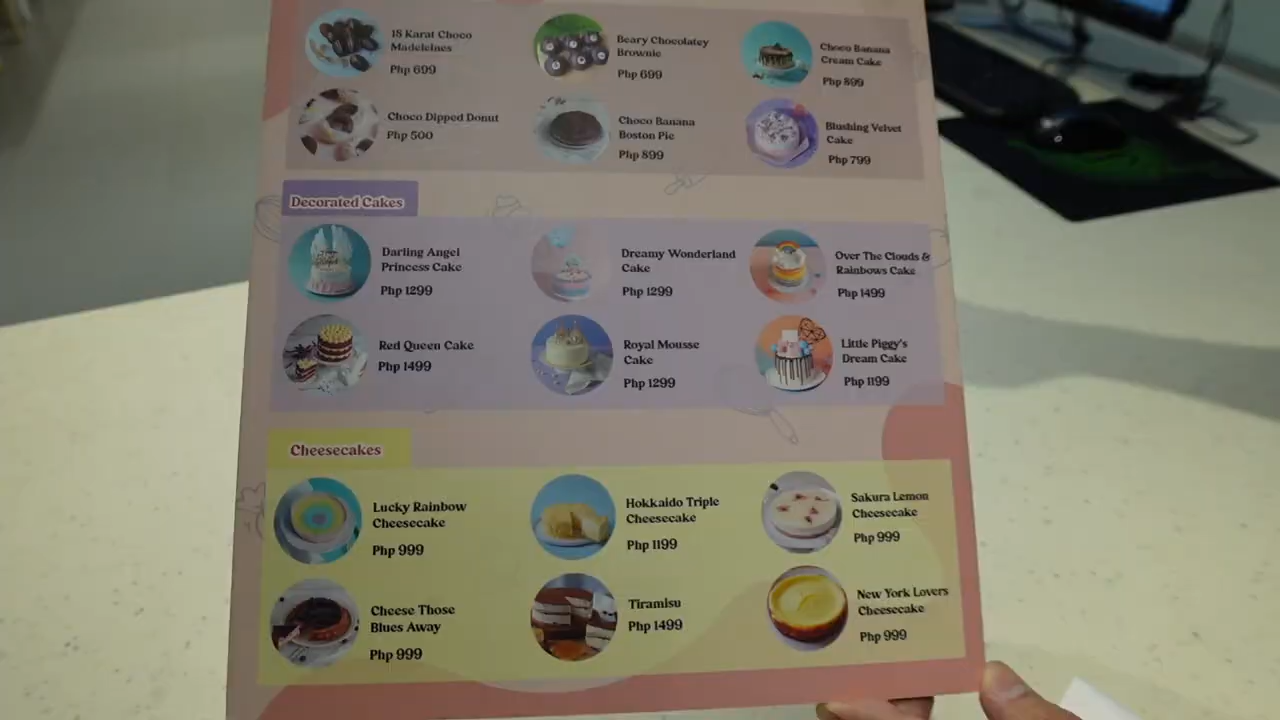 18 Karat Choco
Madeleines
Php 699
Beary Chocolatey
Brownie
Php 699
Choco Banana
Cream Cake
Php 899
Choco Dipped Donut
Php 500
Choco Banana
Boston Pie
Php 899
Blushing Velvet
Cake
Php 799
Decorated Cakes
Darling Angel
Princess Cake
Php 1299
Dreamy Wonderland
Cake
Php 1299
Over The Clouds &
Rainbows Cake
Php 1499
Red Queen Cake
Php 1499
Royal Mousse
Cake
Php 1299
Little Piggy's
Dream Cake
Php 1199
Cheesecakes
Lucky Rainbow
Cheesecake
Php 999
Hokkaido Triple
Cheesecake
Php 1199
Sakura Lemon
Cheesecake
Php 999
Cheese Those
Blues Away
Php 999
Tiramisu
Php 1499
New York Lovers
Cheesecake
Php 999